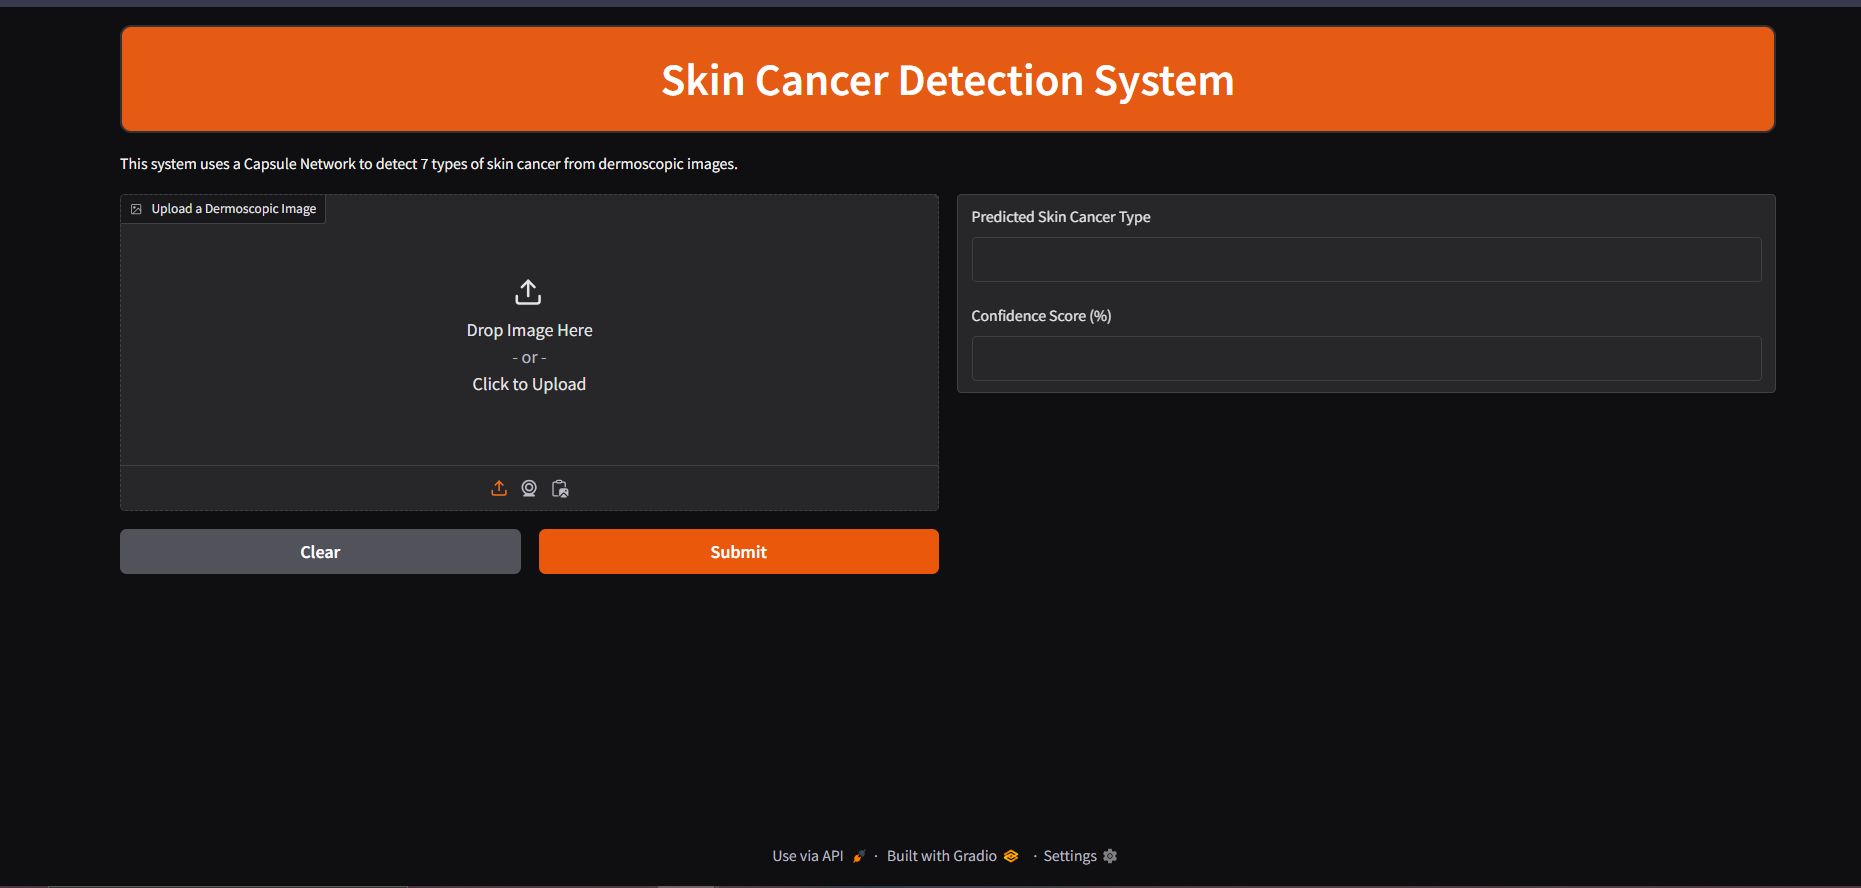 Skin Cancer Detection System
This system uses a Capsule Network to detect 7 types of skin cancer from dermoscopic images.
Upload a Dermoscopic Image
Drop Image Here
- or -
Click to Upload
Clear
Submit
Predicted Skin Cancer Type
Confidence Score (%)
Use via API · Built with Gradio · Settings